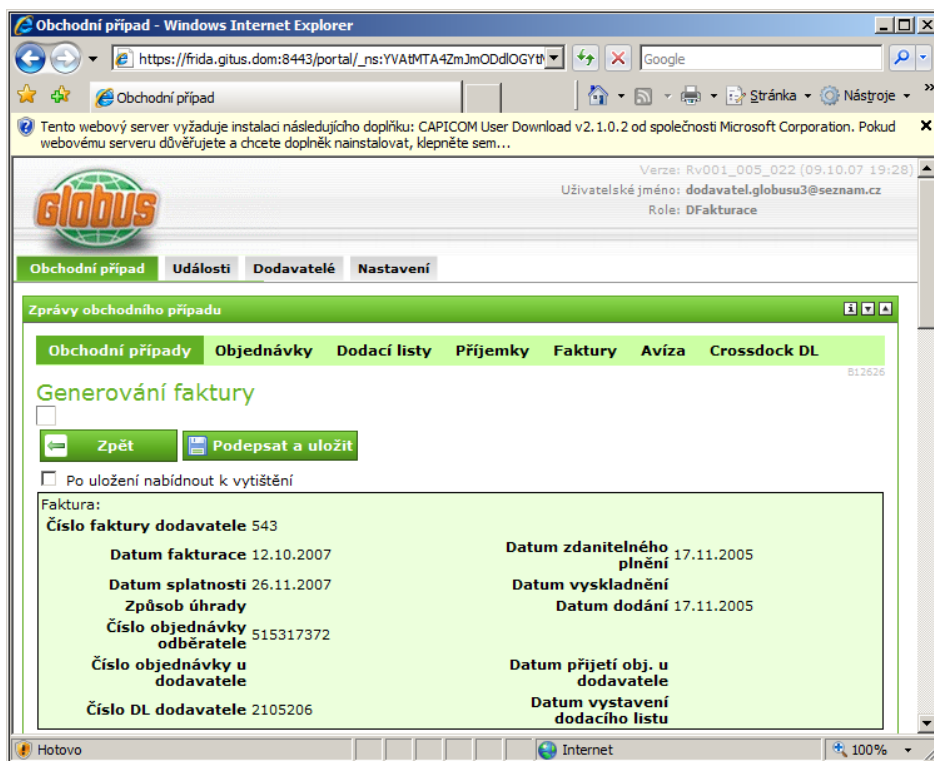 Obchodní případ - Windows Internet Explorer
https://frida.gitus.dom:8443/portal/_ns:YVAtMTA4ZmJmODdlOGYt
Google
Obchodní případ
Stránka
Nástroje
»
Tento webový server vyžaduje instalaci následujícího doplňku: CAPICOM User Download v2.1.0.2 od společnosti Microsoft Corporation. Pokud
webovému serveru důvěřujete a chcete doplněk nainstalovat, klepněte sem...
Verze: Rv001_005_022 (09.10.07 19:28)
Uživatelské jméno: dodavatel.globusu3@seznam.cz
Role: DFakturace
Globus
Obchodní případ Události Dodavatelé Nastavení
Zprávy obchodního případu
Obchodní případy Objednávky Dodací listy Příjemky Faktury Avíza Crossdock DL
B12626
Generování faktury
Zpět Podepsat a uložit
Po uložení nabídnout k vytištění
Faktura:
Číslo faktury dodavatele 543
Datum fakturace 12.10.2007
Datum zdanitelného
plnění 17.11.2005
Datum splatnosti 26.11.2007
Datum vyskladnění
Způsob úhrady
Datum dodání 17.11.2005
Číslo objednávky
odběratele 515317372
Číslo objednávky u
dodavatele
Datum přijetí obj. u
dodavatele
Číslo DL dodavatele 2105206
Datum vystavení
dodacího listu
Hotovo
Internet
100%